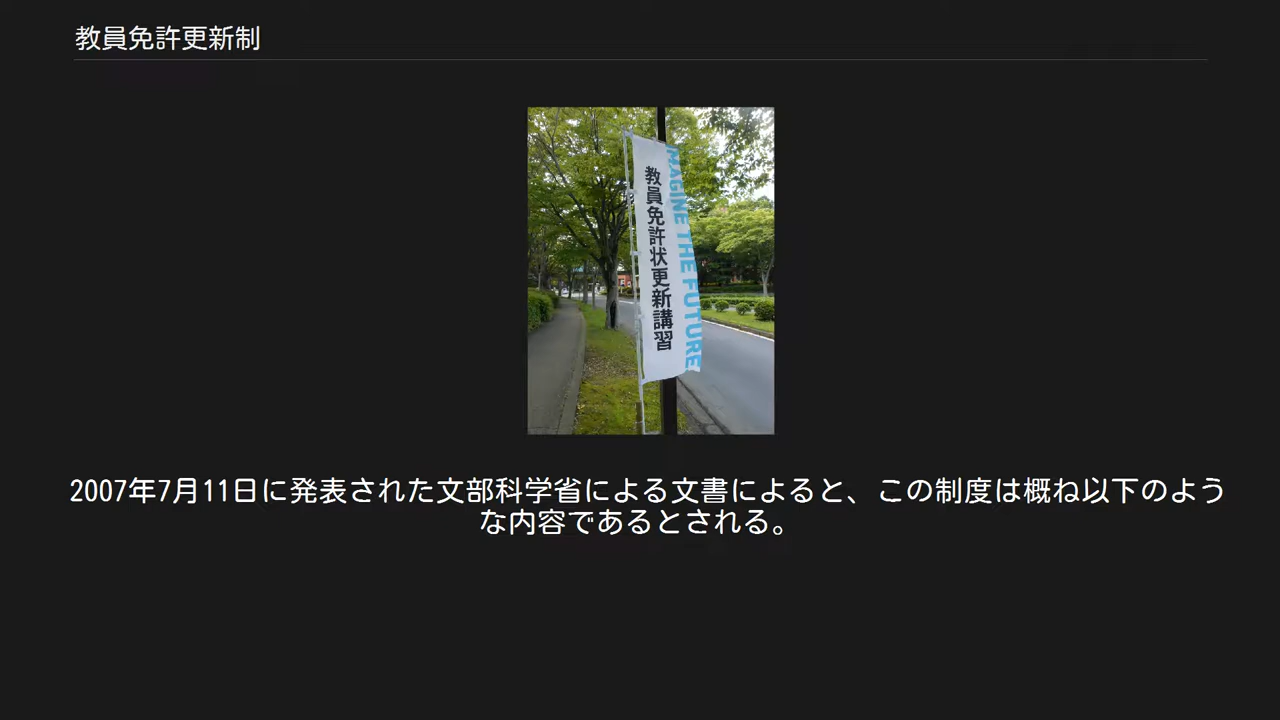 教員免許更新制
教員免許状更新講習
IMAGINE THE FUTURE
2007年7月11日に発表された文部科学省による文書によると、この制度は概ね以下のよう
な内容であるとされる。